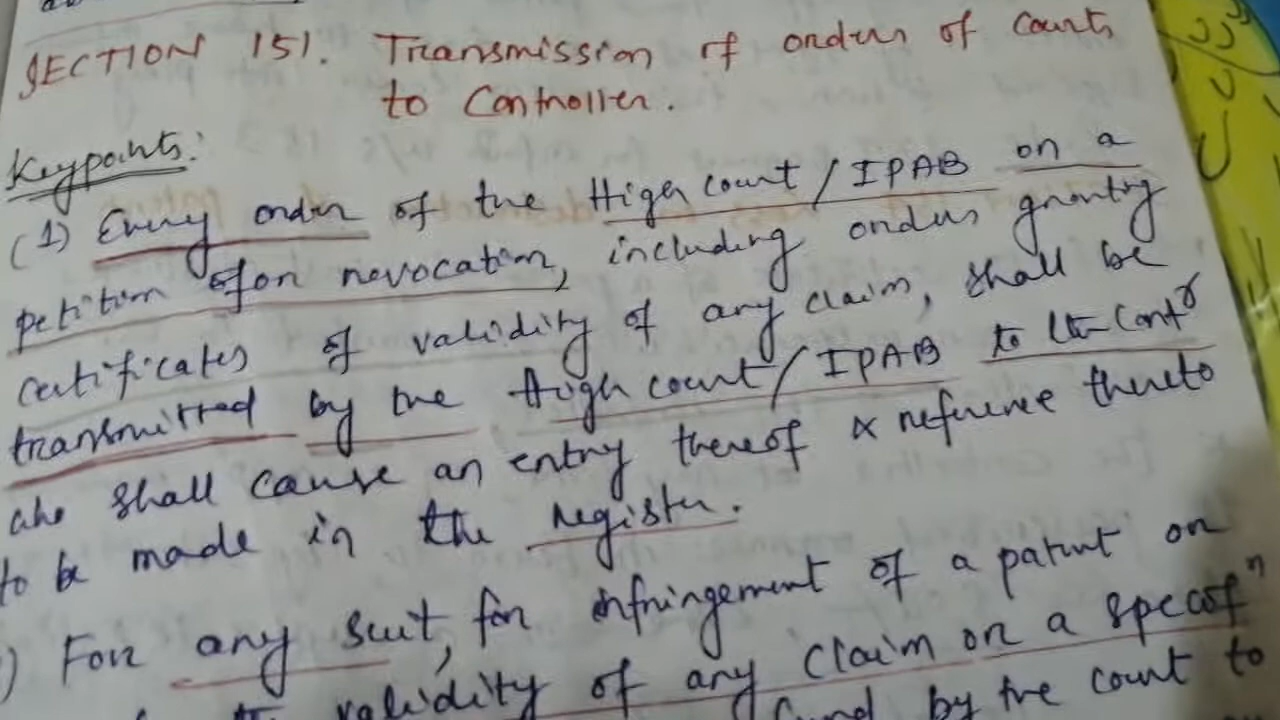 SECTION 151. Transmission of orders of Courts
to Controller.
Keypoints:
(1) Every order of the High Court / IPAB on a
petition for revocation, including orders granting
certificates of validity of any claim, shall be
transmitted by the High court / IPAB to the Contr
who shall cause an entry thereof & reference thereto
to be made in the register.
) For any suit, for infringement of a patent or
validity of any claim or a specifn
by the court to